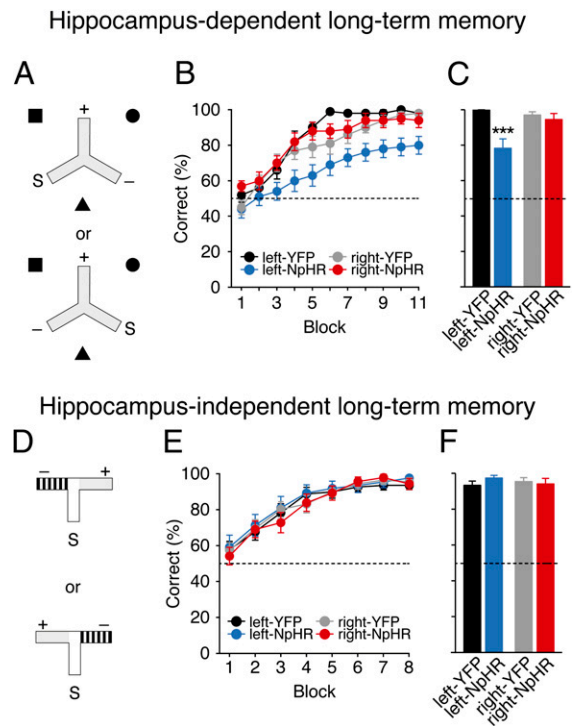 Hippocampus-dependent long-term memory
A
+
S
–
or
+
–
S
B
Correct (%)
100
80
60
40
20
0
left-YFP
right-YFP
left-NpHR
right-NpHR
1
3
5
7
9
11
Block
C
***
left-YFP
left-NpHR
right-YFP
right-NpHR
Hippocampus-independent long-term memory
D
–
+
S
or
+
–
S
E
Correct (%)
100
80
60
40
20
0
left-YFP
right-YFP
left-NpHR
right-NpHR
1
2
3
4
5
6
7
8
Block
F
left-YFP
left-NpHR
right-YFP
right-NpHR